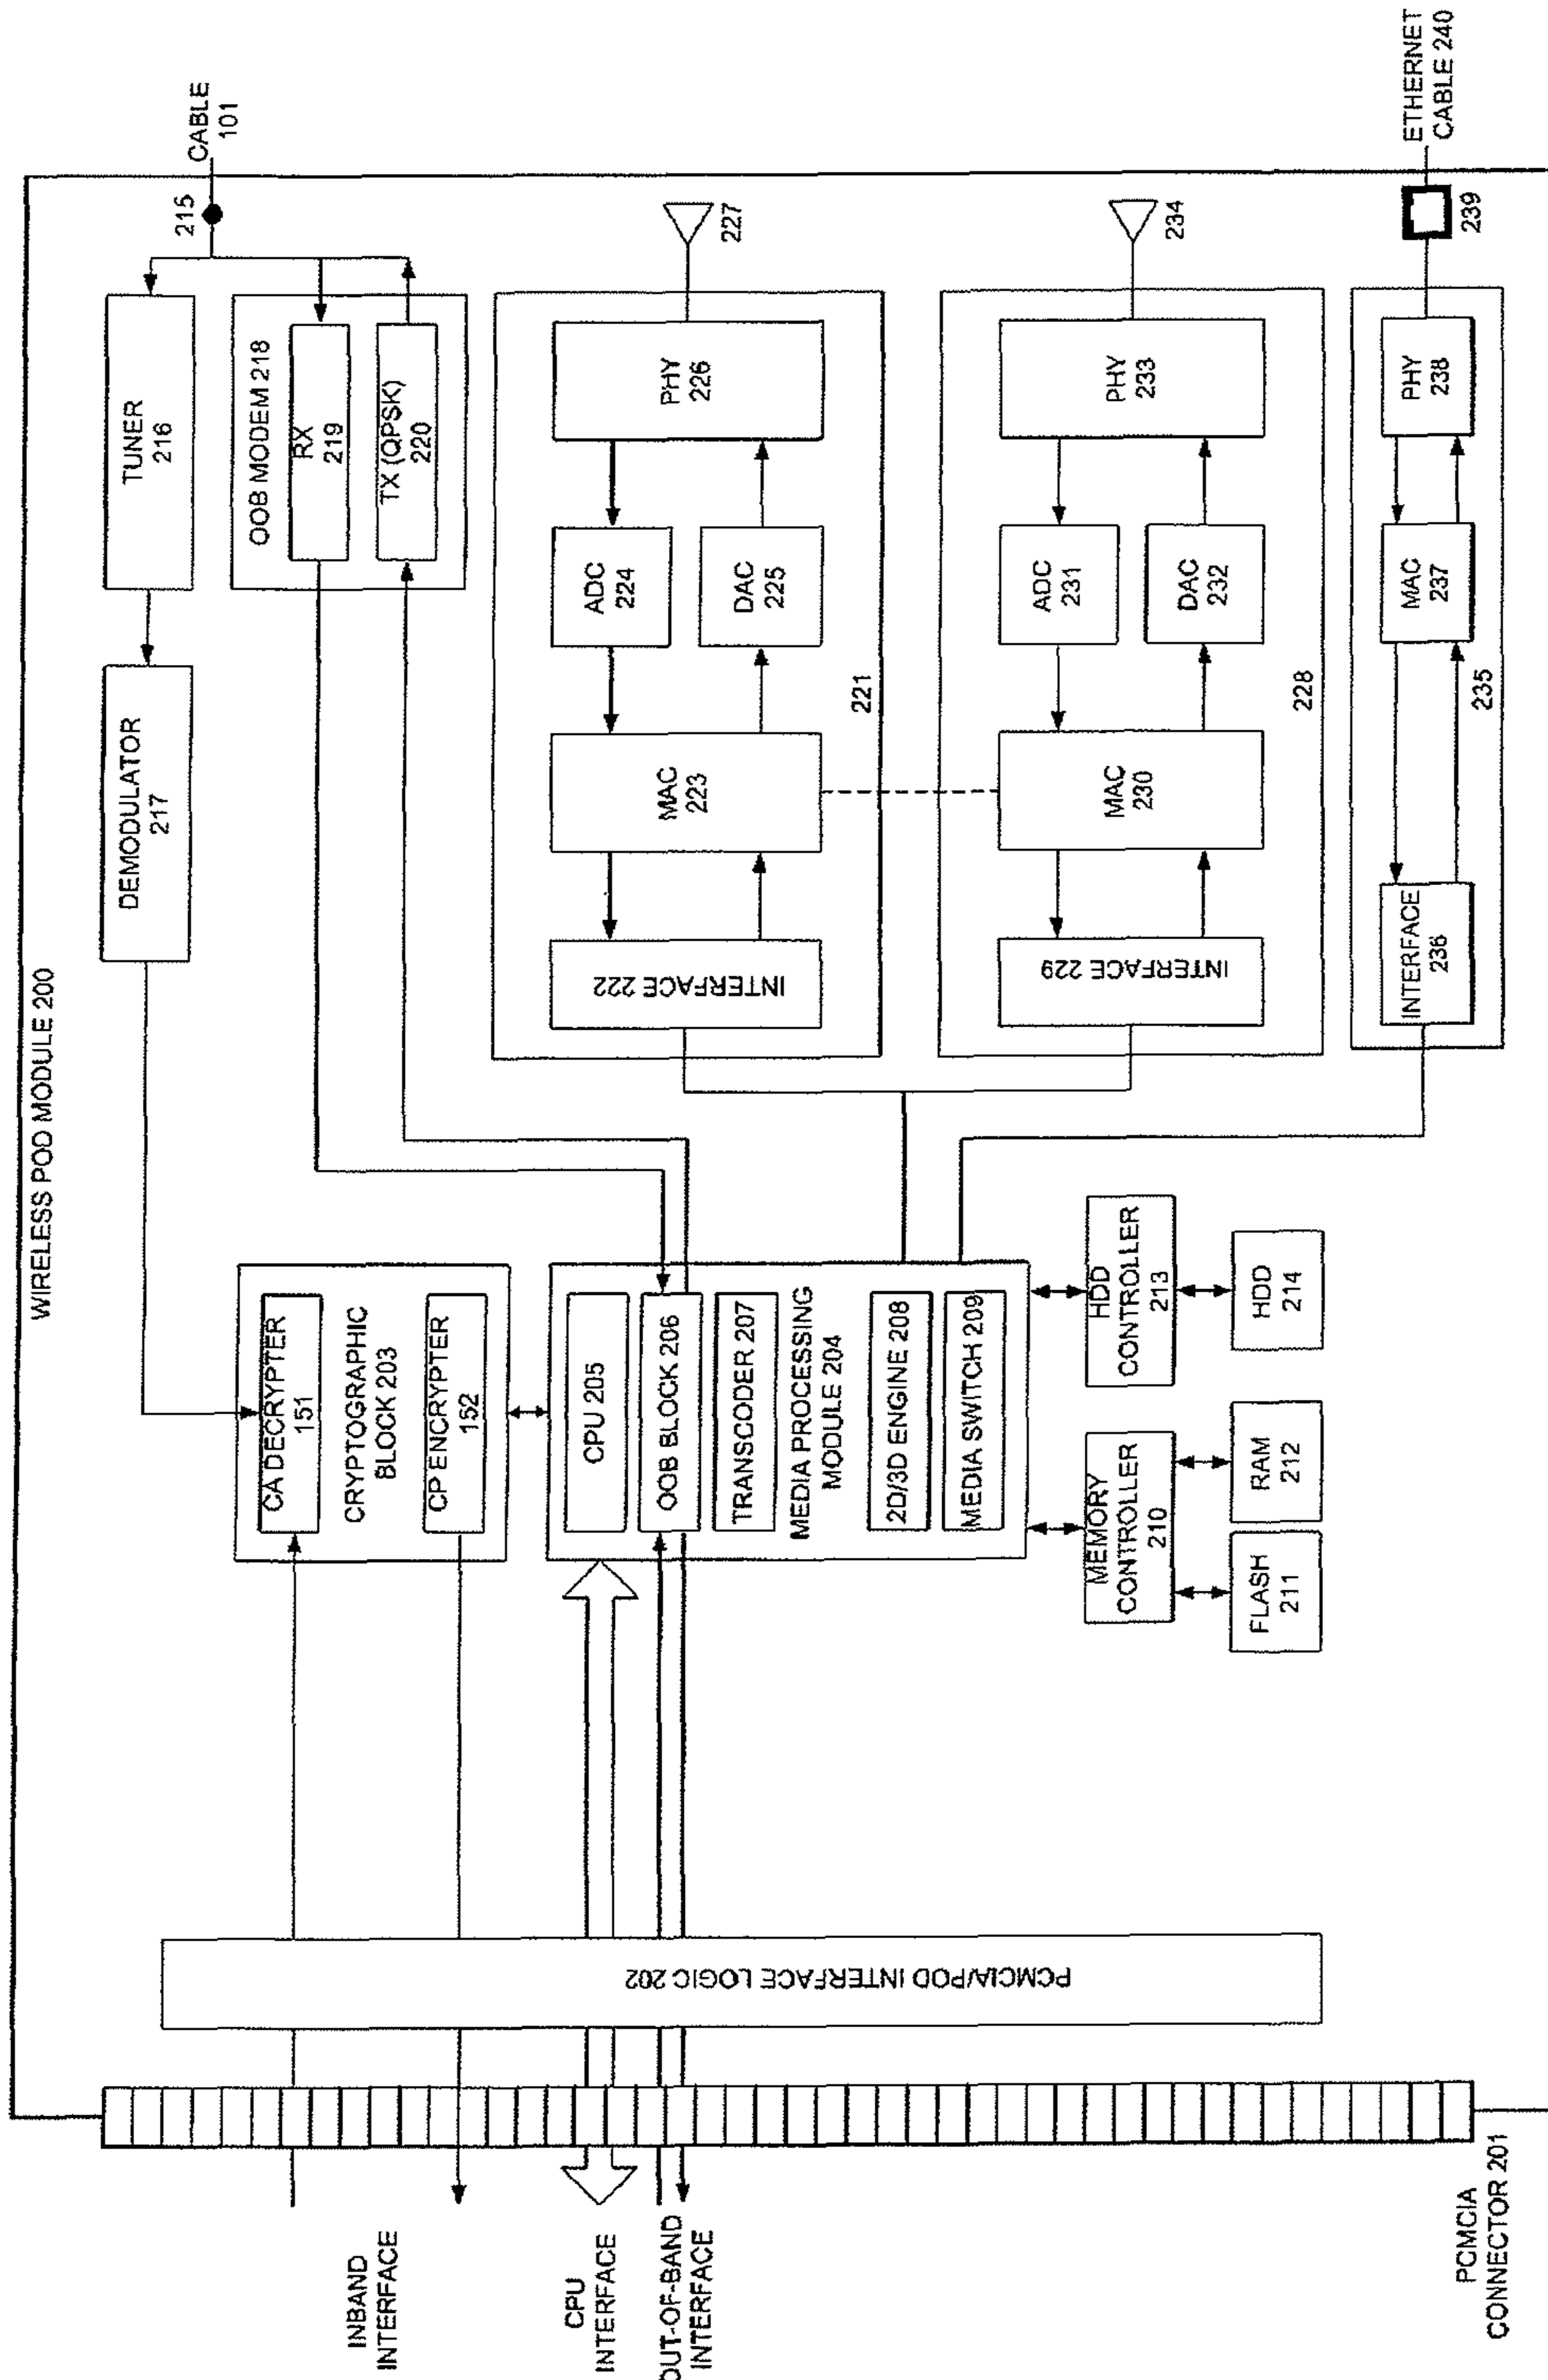 WIRELESS POD MODULE 200
CABLE
101
215
TUNER
216
DEMODULATOR
217
OOB MODEM 218
RX
219
TX (QPSK)
220
CA DECRYPTER
151
CRYPTOGRAPHIC
BLOCK 203
CP ENCRYPTER
152
INBAND
INTERFACE
CPU
INTERFACE
OUT-OF-BAND
INTERFACE
PCMCIA
CONNECTOR 201
PCMCIA/POD INTERFACE LOGIC 202
CPU 205
OOB BLOCK 206
TRANSCODER 207
MEDIA PROCESSING
MODULE 204
2D/3D ENGINE 208
MEDIA SWITCH 209
MEMORY
CONTROLLER
210
FLASH
211
RAM
212
HDD
CONTROLLER
213
HDD
214
INTERFACE 222
MAC
223
ADC
224
DAC
225
PHY
226
227
221
INTERFACE 229
MAC
230
ADC
231
DAC
232
PHY
233
234
228
INTERFACE
236
MAC
237
PHY
238
235
239
ETHERNET
CABLE 240